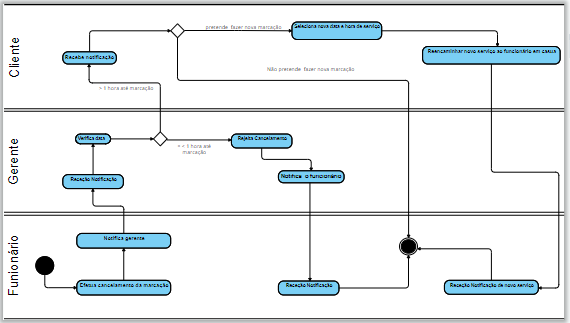 Cliente
pretende fazer nova marcação
Seleciona nova data e hora de serviço
Recebe notificação
Reencaminhar novo serviço ao funcionário em casua
Não pretende fazer nova marcação
> 1 hora até marcação
Gerente
Verifica data
=< 1 hora até
marcação
Rejeita Cancelamento
Notifica o funcionário
Receção Notificação
Funionário
Notifica gerente
Efetua cancelamento da marcação
Receção Notificação
Receção Notificação de novo serviço